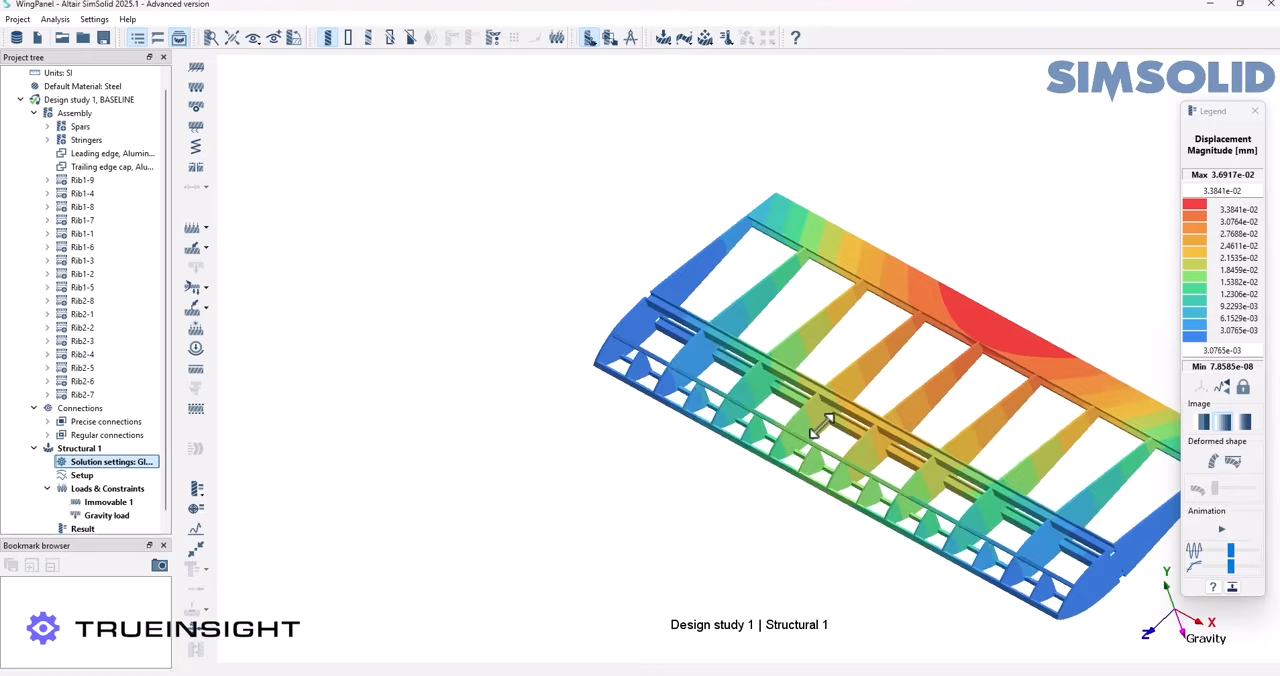 WingPanel - Altair SimSolid 2025.1 - Advanced version
Project Analysis Settings Help
Project tree
Units: SI
Default Material: Steel
Design study 1, BASELINE
Assembly
Spars
Stringers
Leading edge, Alumin...
Trailing edge cap, Alu...
Rib1-9
Rib1-4
Rib1-8
Rib1-7
Rib1-1
Rib1-6
Rib1-3
Rib1-2
Rib1-5
Rib2-8
Rib2-1
Rib2-2
Rib2-3
Rib2-4
Rib2-5
Rib2-6
Rib2-7
Connections
Precise connections
Regular connections
Structural 1
Solution settings: Gl...
Setup
Loads & Constraints
Immovable 1
Gravity load
Result
Bookmark browser
TRUEINSIGHT
SIMSOLID
Legend
Displacement
Magnitude [mm]
Max 3.6917e-02
3.3841e-02
3.3841e-02
3.0764e-02
2.7688e-02
2.4611e-02
2.1535e-02
1.8459e-02
1.5382e-02
1.2306e-02
9.2293e-03
6.1529e-03
3.0765e-03
3.0765e-03
Min 7.8585e-08
Image
Deformed shape
Animation
?
?
Y
X
Z
Gravity
Design study 1 | Structural 1